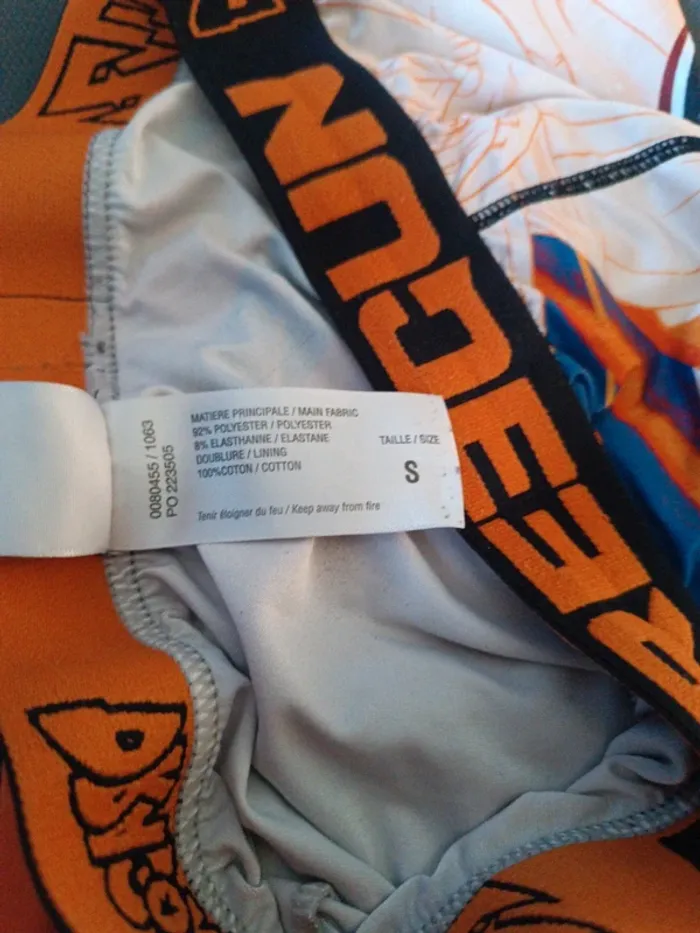 MATIERE PRINCIPALE / MAIN FABRIC
92% POLYESTER / POLYESTER
8% ELASTHANNE / ELASTANE
DOUBLURE / LINING
100%COTON / COTTON
Tenir éloigner du feu / Keep away from fire
TAILLE / SIZE
S
0080455 / 1063
PO 223505
FREEGUN